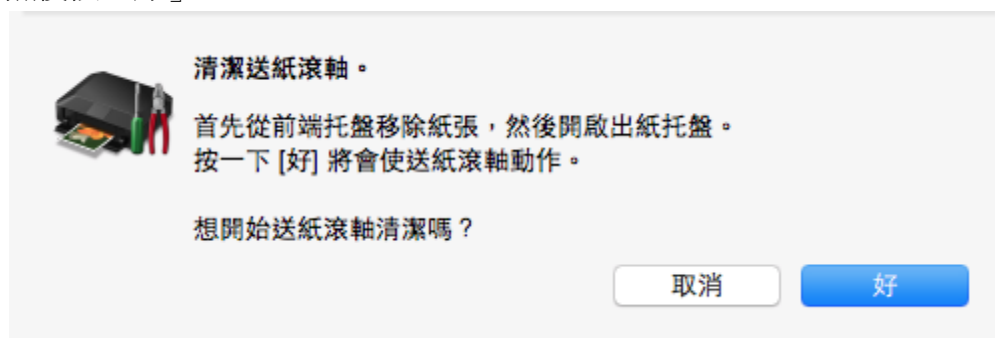 清潔送紙滾軸。
首先從前端托盤移除紙張，然後開啟出紙托盤。
按一下 [好] 將會使送紙滾軸動作。
想開始送紙滾軸清潔嗎？
取消
好